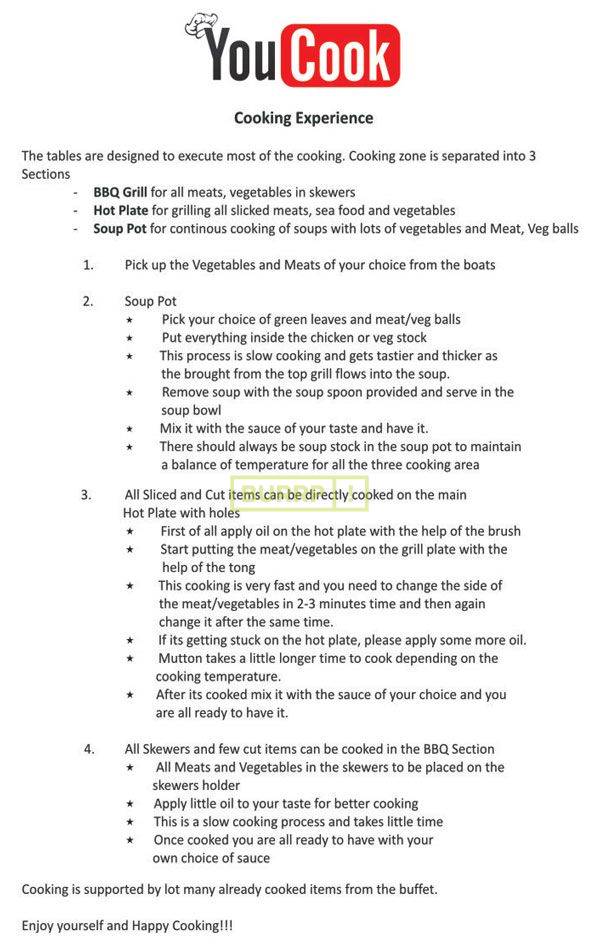 YouCook
Cooking Experience
The tables are designed to execute most of the cooking. Cooking zone is separated into 3
Sections
- BBQ Grill for all meats, vegetables in skewers
- Hot Plate for grilling all slicked meats, sea food and vegetables
- Soup Pot for continous cooking of soups with lots of vegetables and Meat, Veg balls
1. Pick up the Vegetables and Meats of your choice from the boats
2. Soup Pot
★ Pick your choice of green leaves and meat/veg balls
★ Put everything inside the chicken or veg stock
★ This process is slow cooking and gets tastier and thicker as
the brought from the top grill flows into the soup.
★ Remove soup with the soup spoon provided and serve in the
soup bowl
★ Mix it with the sauce of your taste and have it.
★ There should always be soup stock in the soup pot to maintain
a balance of temperature for all the three cooking area
3. All Sliced and Cut items can be directly cooked on the main
Hot Plate with holes
★ First of all apply oil on the hot plate with the help of the brush
★ Start putting the meat/vegetables on the grill plate with the
help of the tong
★ This cooking is very fast and you need to change the side of
the meat/vegetables in 2-3 minutes time and then again
change it after the same time.
★ If its getting stuck on the hot plate, please apply some more oil.
★ Mutton takes a little longer time to cook depending on the
cooking temperature.
★ After its cooked mix it with the sauce of your choice and you
are all ready to have it.
4. All Skewers and few cut items can be cooked in the BBQ Section
★ All Meats and Vegetables in the skewers to be placed on the
skewers holder
★ Apply little oil to your taste for better cooking
★ This is a slow cooking process and takes little time
★ Once cooked you are all ready to have with your
own choice of sauce
Cooking is supported by lot many already cooked items from the buffet.
Enjoy yourself and Happy Cooking!!!